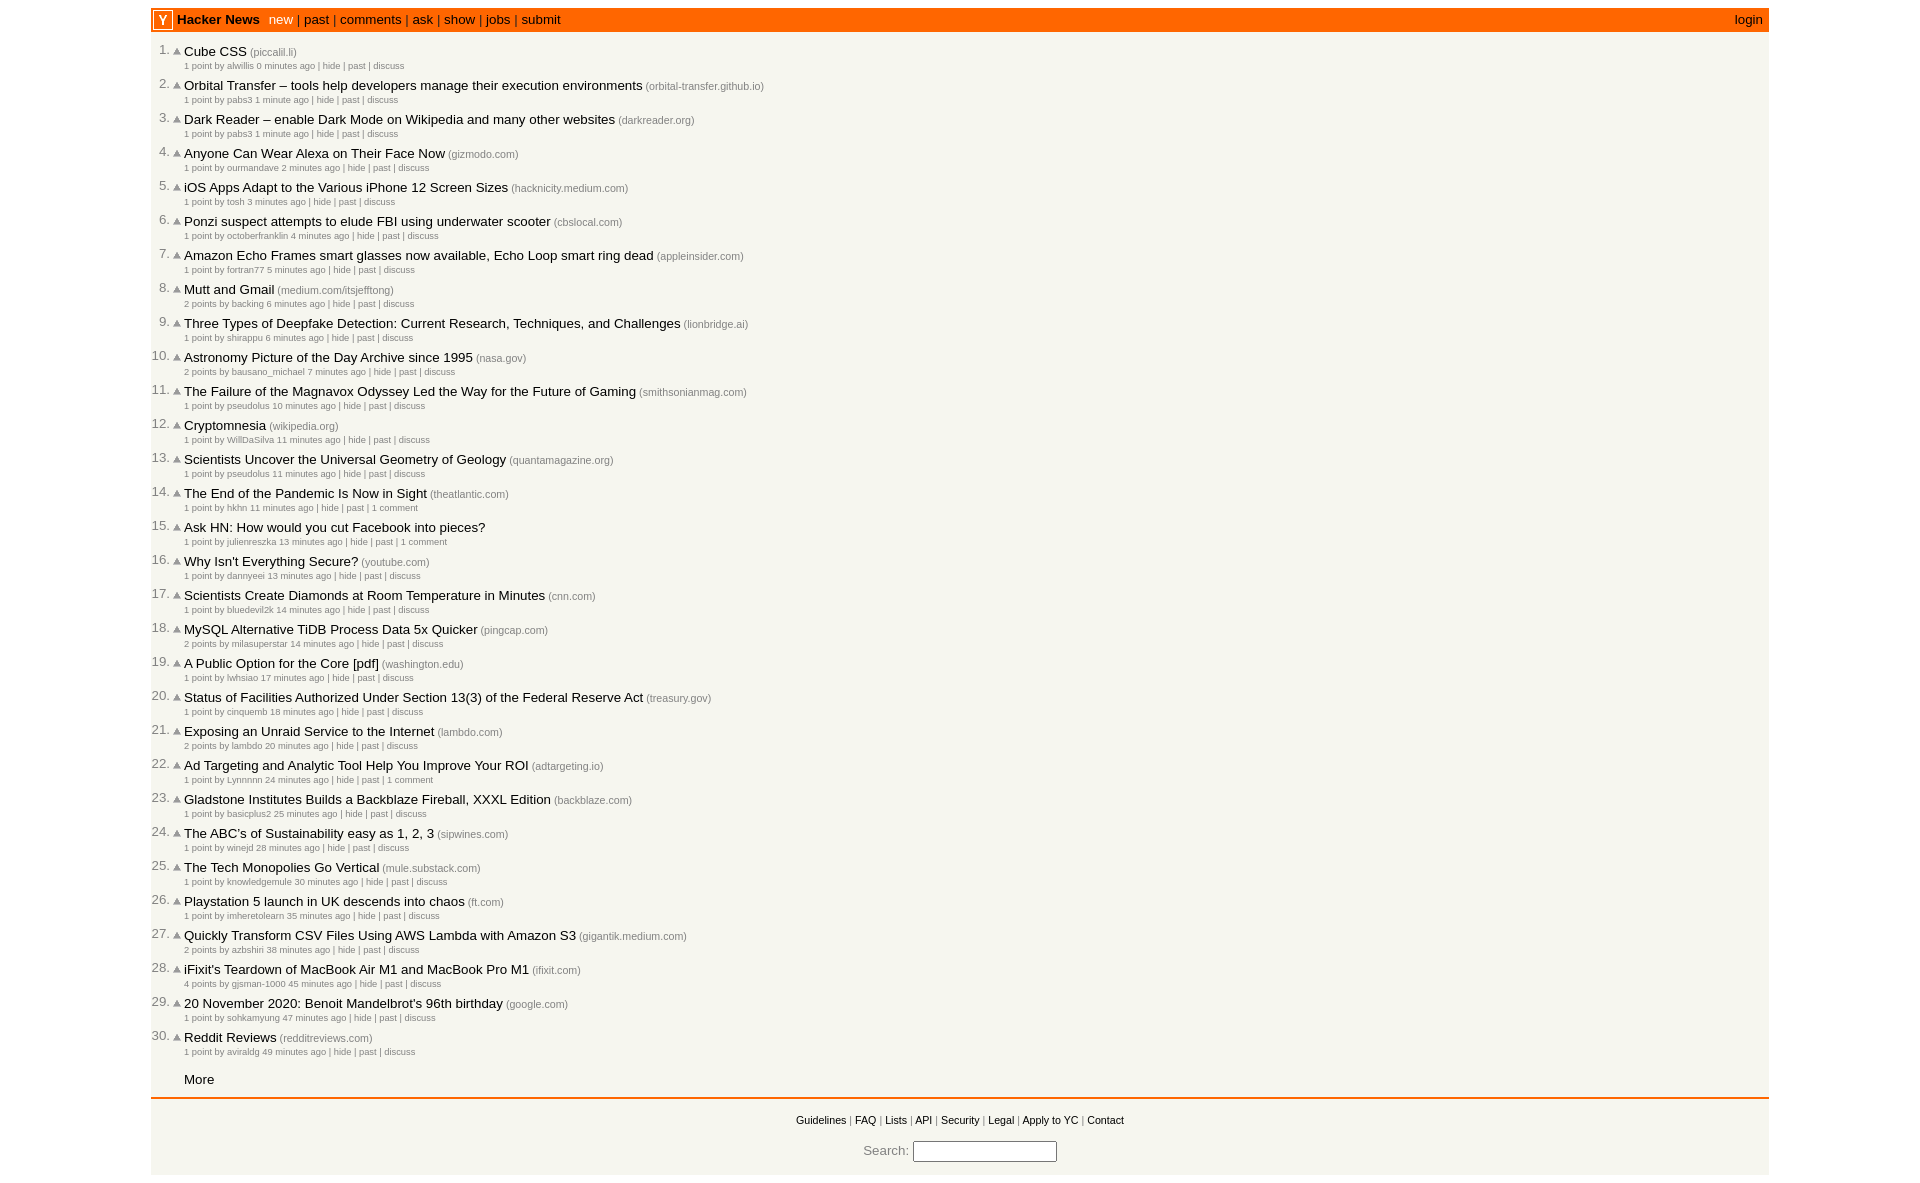 Y Hacker News new | past | comments | ask | show | jobs | submit login
1. Cube CSS (piccalil.li)
1 point by alwillis 0 minutes ago | hide | past | discuss
2. Orbital Transfer – tools help developers manage their execution environments (orbital-transfer.github.io)
1 point by pabs3 1 minute ago | hide | past | discuss
3. Dark Reader – enable Dark Mode on Wikipedia and many other websites (darkreader.org)
1 point by pabs3 1 minute ago | hide | past | discuss
4. Anyone Can Wear Alexa on Their Face Now (gizmodo.com)
1 point by ourmandave 2 minutes ago | hide | past | discuss
5. iOS Apps Adapt to the Various iPhone 12 Screen Sizes (hacknicity.medium.com)
1 point by tosh 3 minutes ago | hide | past | discuss
6. Ponzi suspect attempts to elude FBI using underwater scooter (cbslocal.com)
1 point by octoberfranklin 4 minutes ago | hide | past | discuss
7. Amazon Echo Frames smart glasses now available, Echo Loop smart ring dead (appleinsider.com)
1 point by fortran77 5 minutes ago | hide | past | discuss
8. Mutt and Gmail (medium.com/itsjefftong)
2 points by backing 6 minutes ago | hide | past | discuss
9. Three Types of Deepfake Detection: Current Research, Techniques, and Challenges (lionbridge.ai)
1 point by shirappu 6 minutes ago | hide | past | discuss
10. Astronomy Picture of the Day Archive since 1995 (nasa.gov)
2 points by bausano_michael 7 minutes ago | hide | past | discuss
11. The Failure of the Magnavox Odyssey Led the Way for the Future of Gaming (smithsonianmag.com)
1 point by pseudolus 10 minutes ago | hide | past | discuss
12. Cryptomnesia (wikipedia.org)
1 point by WillDaSilva 11 minutes ago | hide | past | discuss
13. Scientists Uncover the Universal Geometry of Geology (quantamagazine.org)
1 point by pseudolus 11 minutes ago | hide | past | discuss
14. The End of the Pandemic Is Now in Sight (theatlantic.com)
1 point by hkhn 11 minutes ago | hide | past | 1 comment
15. Ask HN: How would you cut Facebook into pieces?
1 point by julienreszka 13 minutes ago | hide | past | 1 comment
16. Why Isn't Everything Secure? (youtube.com)
1 point by dannyeei 13 minutes ago | hide | past | discuss
17. Scientists Create Diamonds at Room Temperature in Minutes (cnn.com)
1 point by bluedevil2k 14 minutes ago | hide | past | discuss
18. MySQL Alternative TiDB Process Data 5x Quicker (pingcap.com)
2 points by milasuperstar 14 minutes ago | hide | past | discuss
19. A Public Option for the Core [pdf] (washington.edu)
1 point by lwhsiao 17 minutes ago | hide | past | discuss
20. Status of Facilities Authorized Under Section 13(3) of the Federal Reserve Act (treasury.gov)
1 point by cinquemb 18 minutes ago | hide | past | discuss
21. Exposing an Unraid Service to the Internet (lambdo.com)
2 points by lambdo 20 minutes ago | hide | past | discuss
22. Ad Targeting and Analytic Tool Help You Improve Your ROI (adtargeting.io)
1 point by Lynnnnn 24 minutes ago | hide | past | 1 comment
23. Gladstone Institutes Builds a Backblaze Fireball, XXXL Edition (backblaze.com)
1 point by basicplus2 25 minutes ago | hide | past | discuss
24. The ABC's of Sustainability easy as 1, 2, 3 (sipwines.com)
1 point by winejd 28 minutes ago | hide | past | discuss
25. The Tech Monopolies Go Vertical (mule.substack.com)
1 point by knowledgemule 30 minutes ago | hide | past | discuss
26. Playstation 5 launch in UK descends into chaos (ft.com)
1 point by imheretolearn 35 minutes ago | hide | past | discuss
27. Quickly Transform CSV Files Using AWS Lambda with Amazon S3 (gigantik.medium.com)
2 points by azbshiri 38 minutes ago | hide | past | discuss
28. iFixit's Teardown of MacBook Air M1 and MacBook Pro M1 (ifixit.com)
4 points by gjsman-1000 45 minutes ago | hide | past | discuss
29. 20 November 2020: Benoit Mandelbrot's 96th birthday (google.com)
1 point by sohkamyung 47 minutes ago | hide | past | discuss
30. Reddit Reviews (redditreviews.com)
1 point by aviraldg 49 minutes ago | hide | past | discuss
More
Guidelines | FAQ | Lists | API | Security | Legal | Apply to YC | Contact
Search: